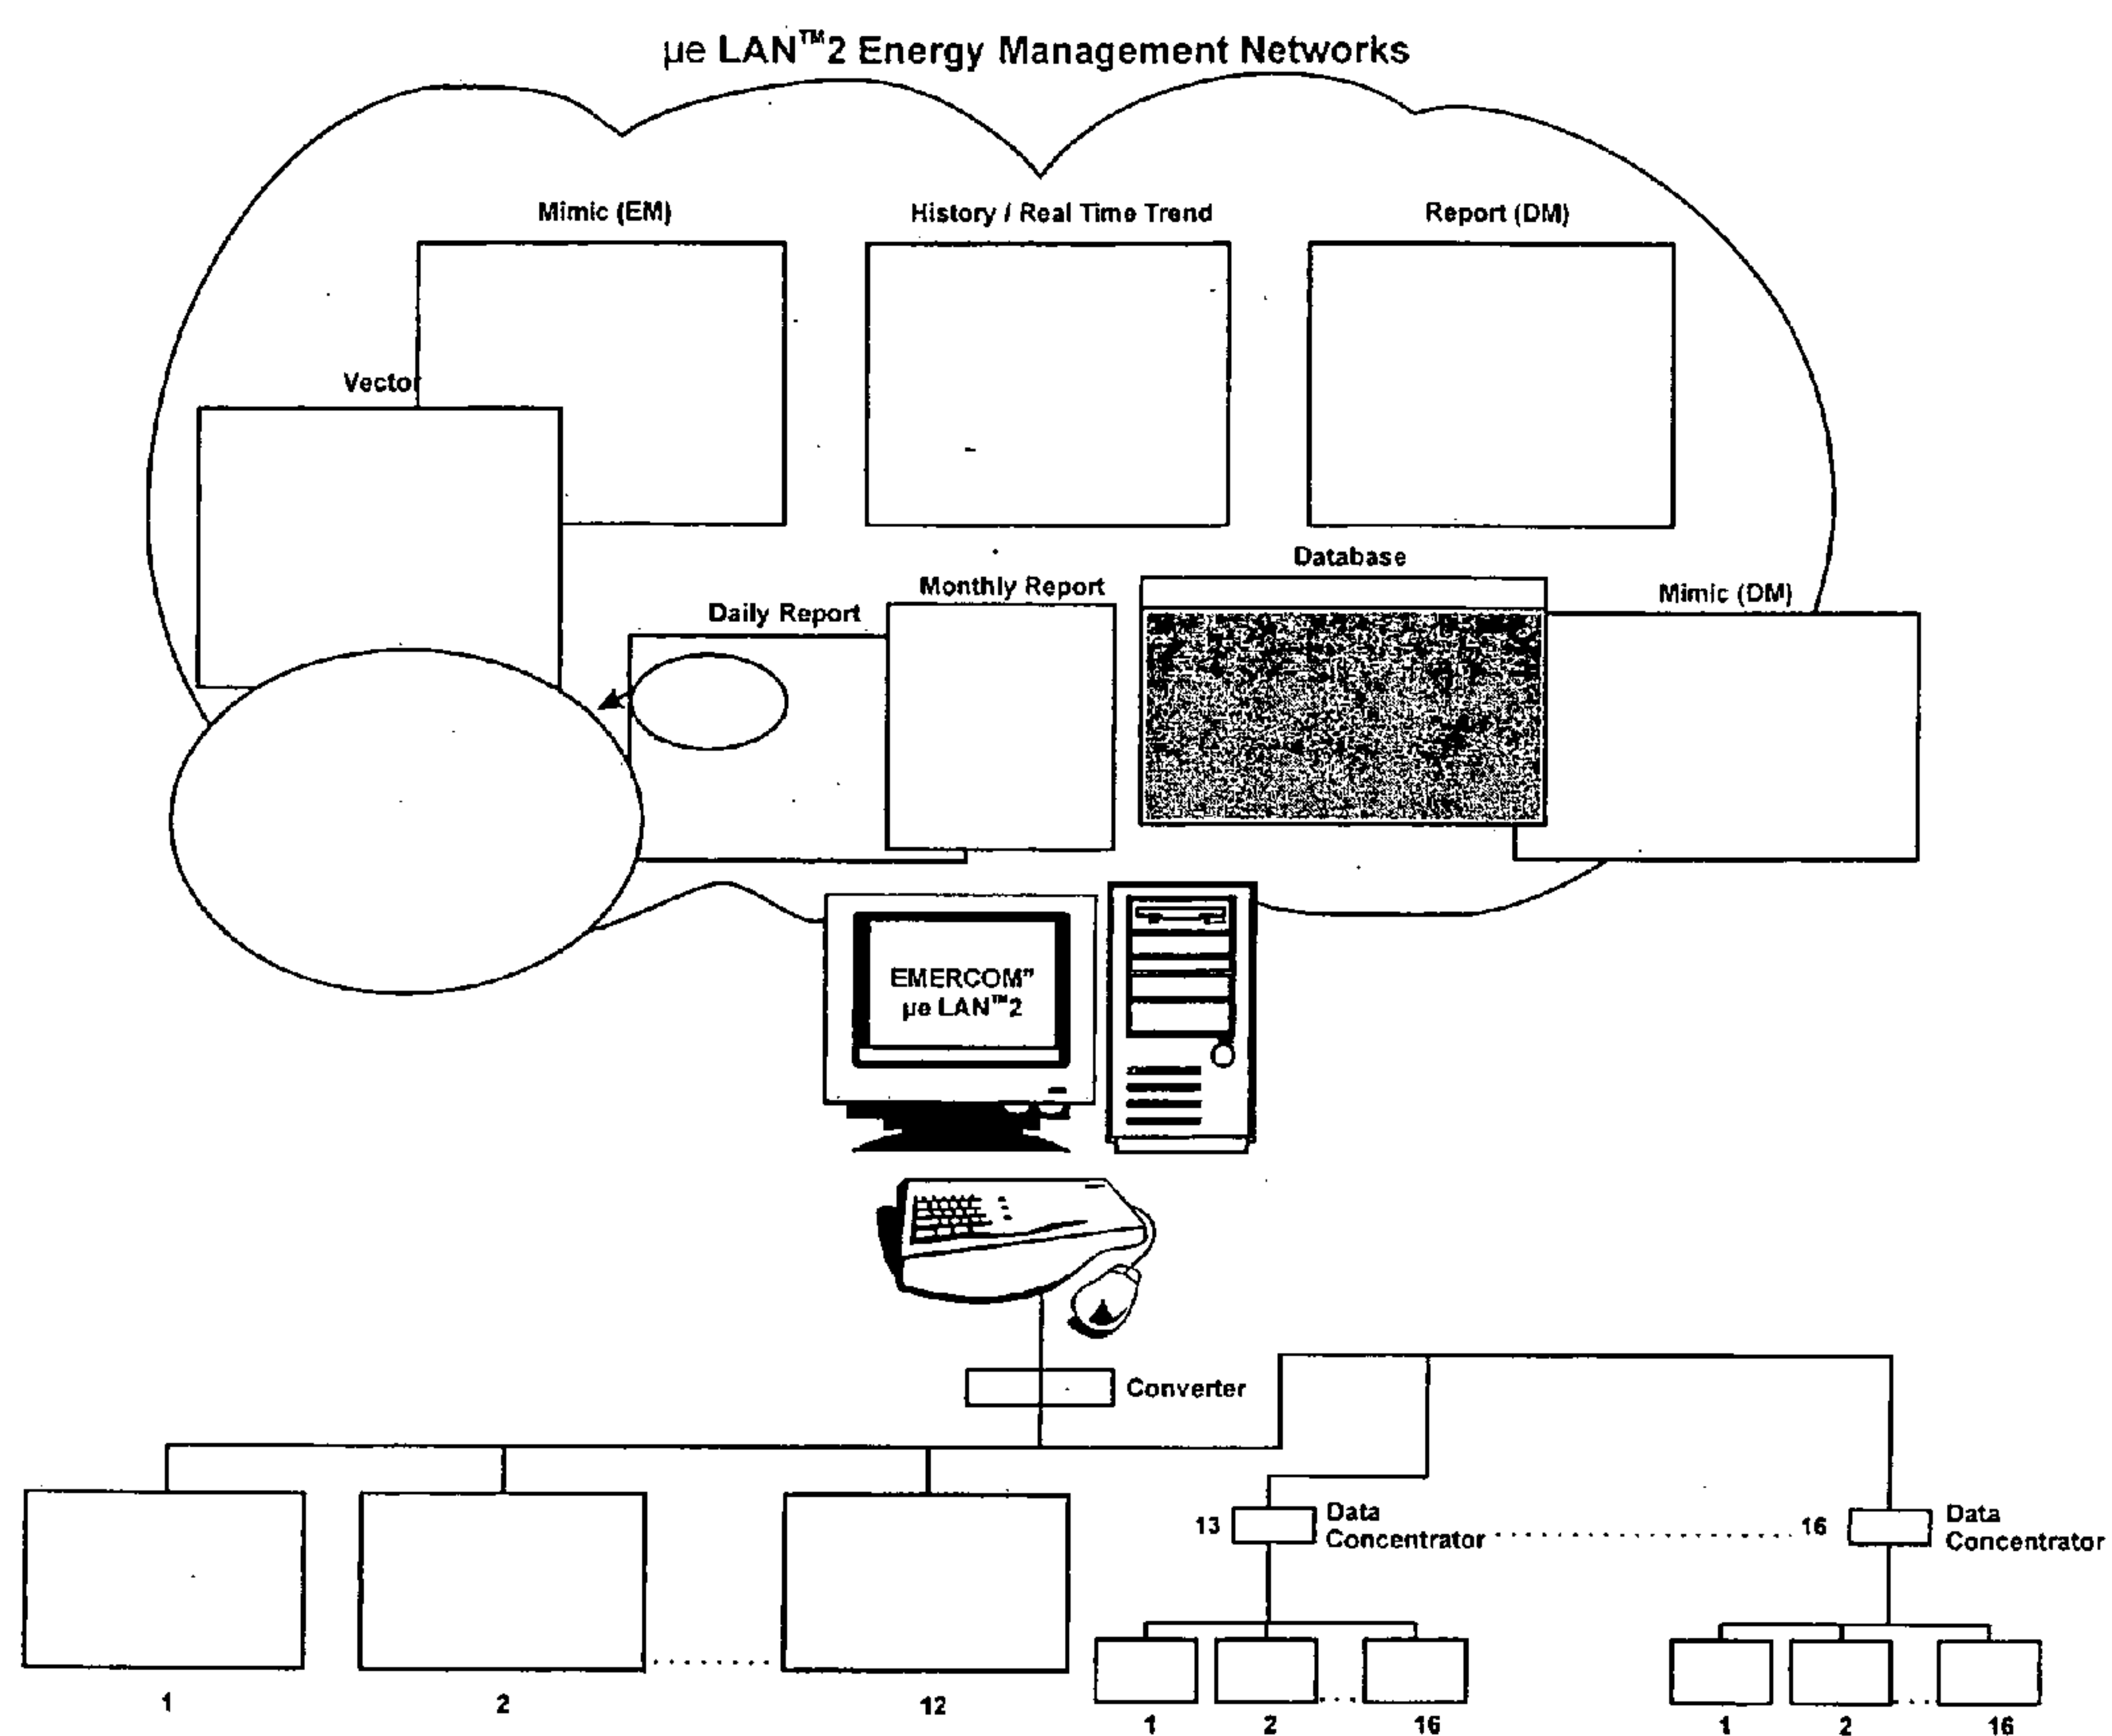 µe LAN™2 Energy Management Networks
Mimic (EM)
History / Real Time Trend
Report (DM)
Vector
Database
Monthly Report
Mimic (DM)
Daily Report
EMERCOM"
µe LAN™2
Converter
13
Data
Concentrator
16
Data
Concentrator
1
2
12
1
2
16
1
2
16